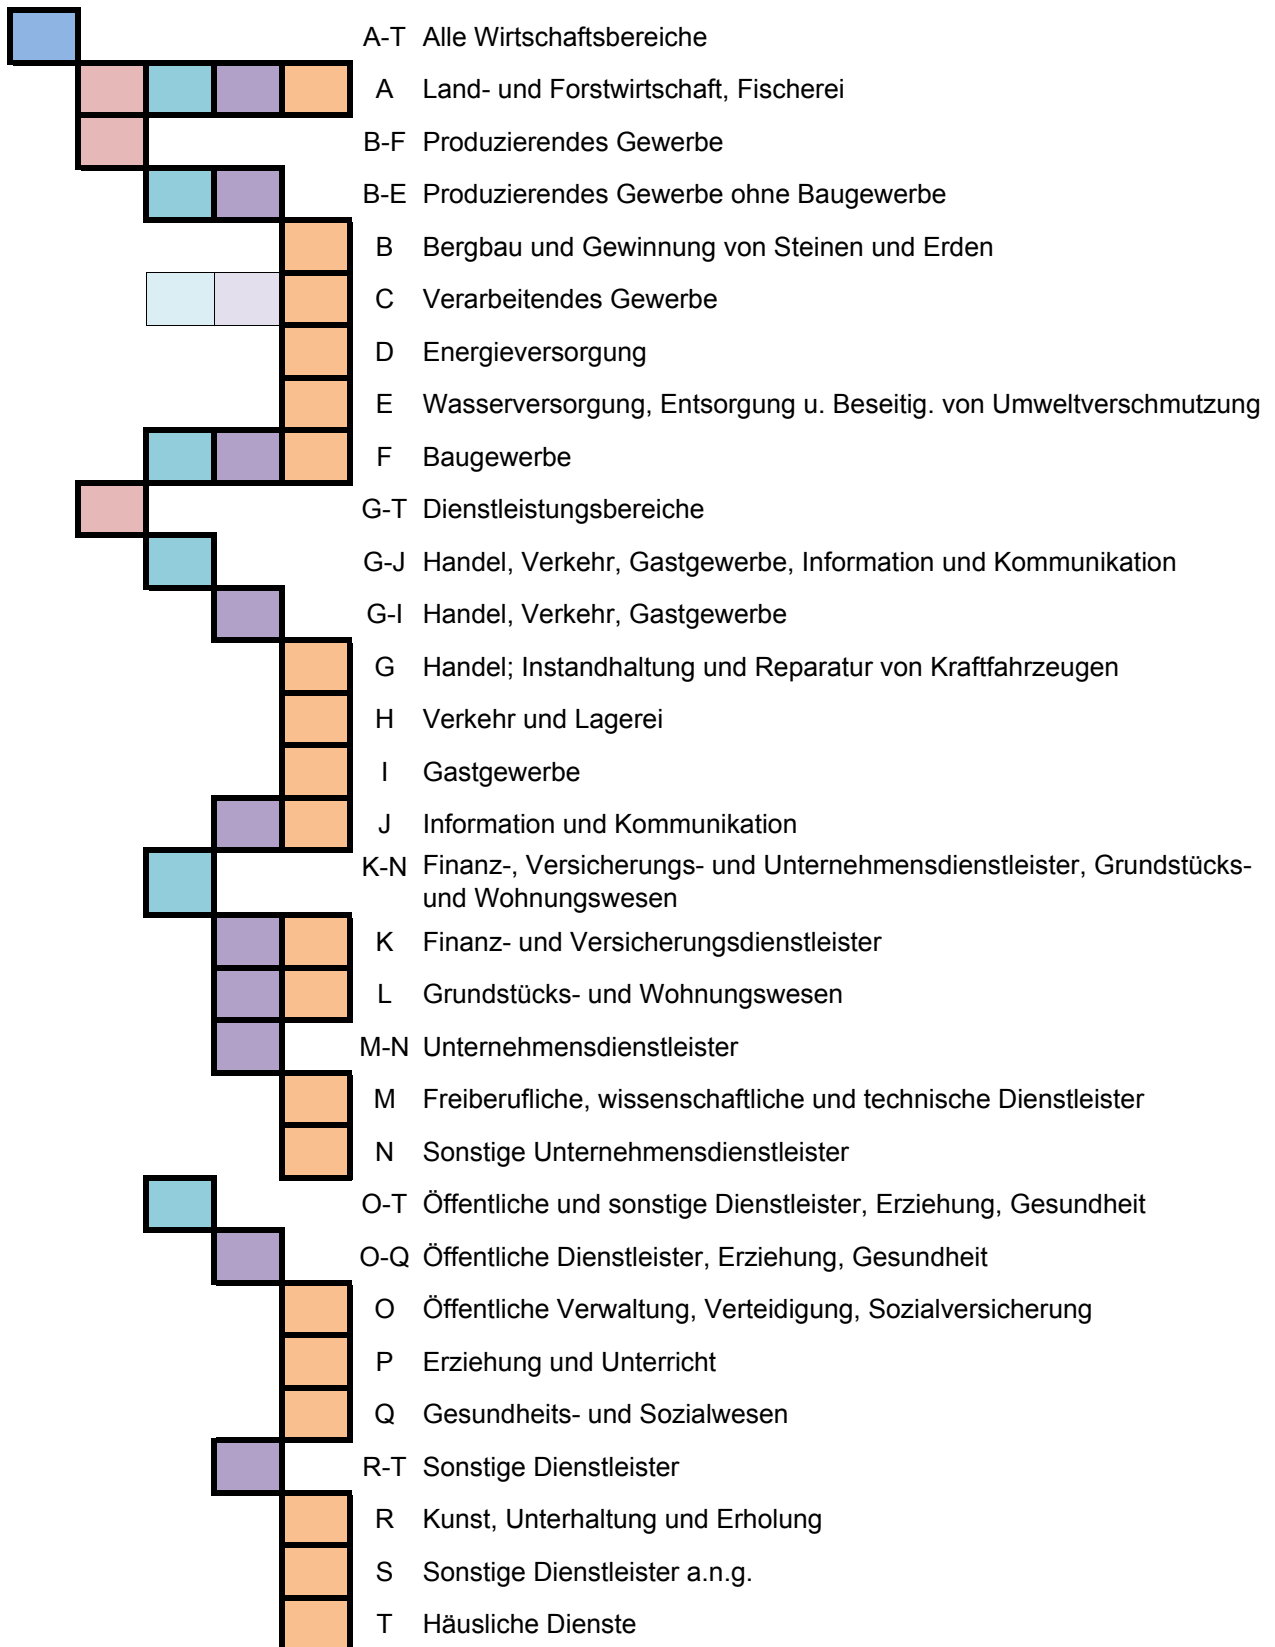 A-T Alle Wirtschaftsbereiche
A Land- und Forstwirtschaft, Fischerei
B-F Produzierendes Gewerbe
B-E Produzierendes Gewerbe ohne Baugewerbe
B Bergbau und Gewinnung von Steinen und Erden
C Verarbeitendes Gewerbe
D Energieversorgung
E Wasserversorgung, Entsorgung u. Beseitig. von Umweltverschmutzung
F Baugewerbe
G-T Dienstleistungsbereiche
G-J Handel, Verkehr, Gastgewerbe, Information und Kommunikation
G-I Handel, Verkehr, Gastgewerbe
G Handel; Instandhaltung und Reparatur von Kraftfahrzeugen
H Verkehr und Lagerei
I Gastgewerbe
J Information und Kommunikation
K-N Finanz-, Versicherungs- und Unternehmensdienstleister, Grundstücks-
und Wohnungswesen
K Finanz- und Versicherungsdienstleister
L Grundstücks- und Wohnungswesen
M-N Unternehmensdienstleister
M Freiberufliche, wissenschaftliche und technische Dienstleister
N Sonstige Unternehmensdienstleister
O-T Öffentliche und sonstige Dienstleister, Erziehung, Gesundheit
O-Q Öffentliche Dienstleister, Erziehung, Gesundheit
O Öffentliche Verwaltung, Verteidigung, Sozialversicherung
P Erziehung und Unterricht
Q Gesundheits- und Sozialwesen
R-T Sonstige Dienstleister
R Kunst, Unterhaltung und Erholung
S Sonstige Dienstleister a.n.g.
T Häusliche Dienste